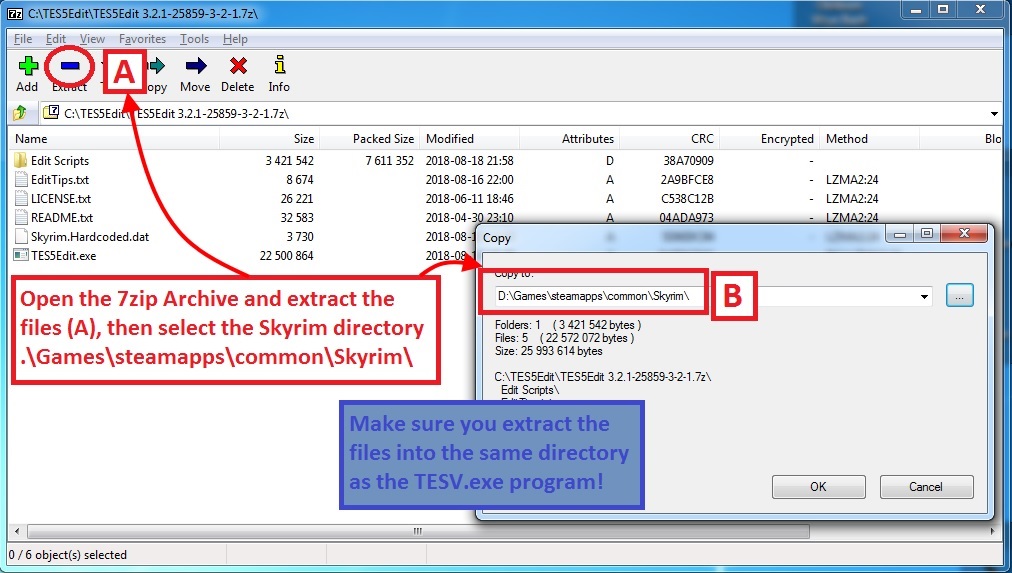 C:\TES5Edit\TES5Edit 3.2.1-25859-3-2-1.7z\
File Edit View Favorites Tools Help
A
Add Extract Copy Move Delete Info
C:\TES5Edit\TES5Edit 3.2.1-25859-3-2-1.7z\
Name Size Packed Size Modified Attributes CRC Encrypted Method Blo
Edit Scripts 3 421 542 7 611 352 2018-08-18 21:58 D 38A70909 -
EditTips.txt 8 674 2018-08-16 22:00 A 2A9BFCE8 - LZMA2:24
LICENSE.txt 26 221 2018-06-11 18:46 A C538C12B - LZMA2:24
README.txt 32 583 2018-04-30 23:10 A 04ADA973 - LZMA2:24
Skyrim.Hardcoded.dat 3 730 2018-08-1
TES5Edit.exe 22 500 864 2018-08-1
Open the 7zip Archive and extract the
files (A), then select the Skyrim directory
.\Games\steamapps\common\Skyrim\
Copy
Copy to:
D:\Games\steamapps\common\Skyrim\
B
...
Folders: 1 ( 3 421 542 bytes )
Files: 5 ( 22 572 072 bytes )
Size: 25 993 614 bytes
C:\TES5Edit\TES5Edit 3.2.1-25859-3-2-1.7z\
Edit Scripts\
Make sure you extract the
files into the same directory
as the TESV.exe program!
OK Cancel
0 / 6 object(s) selected